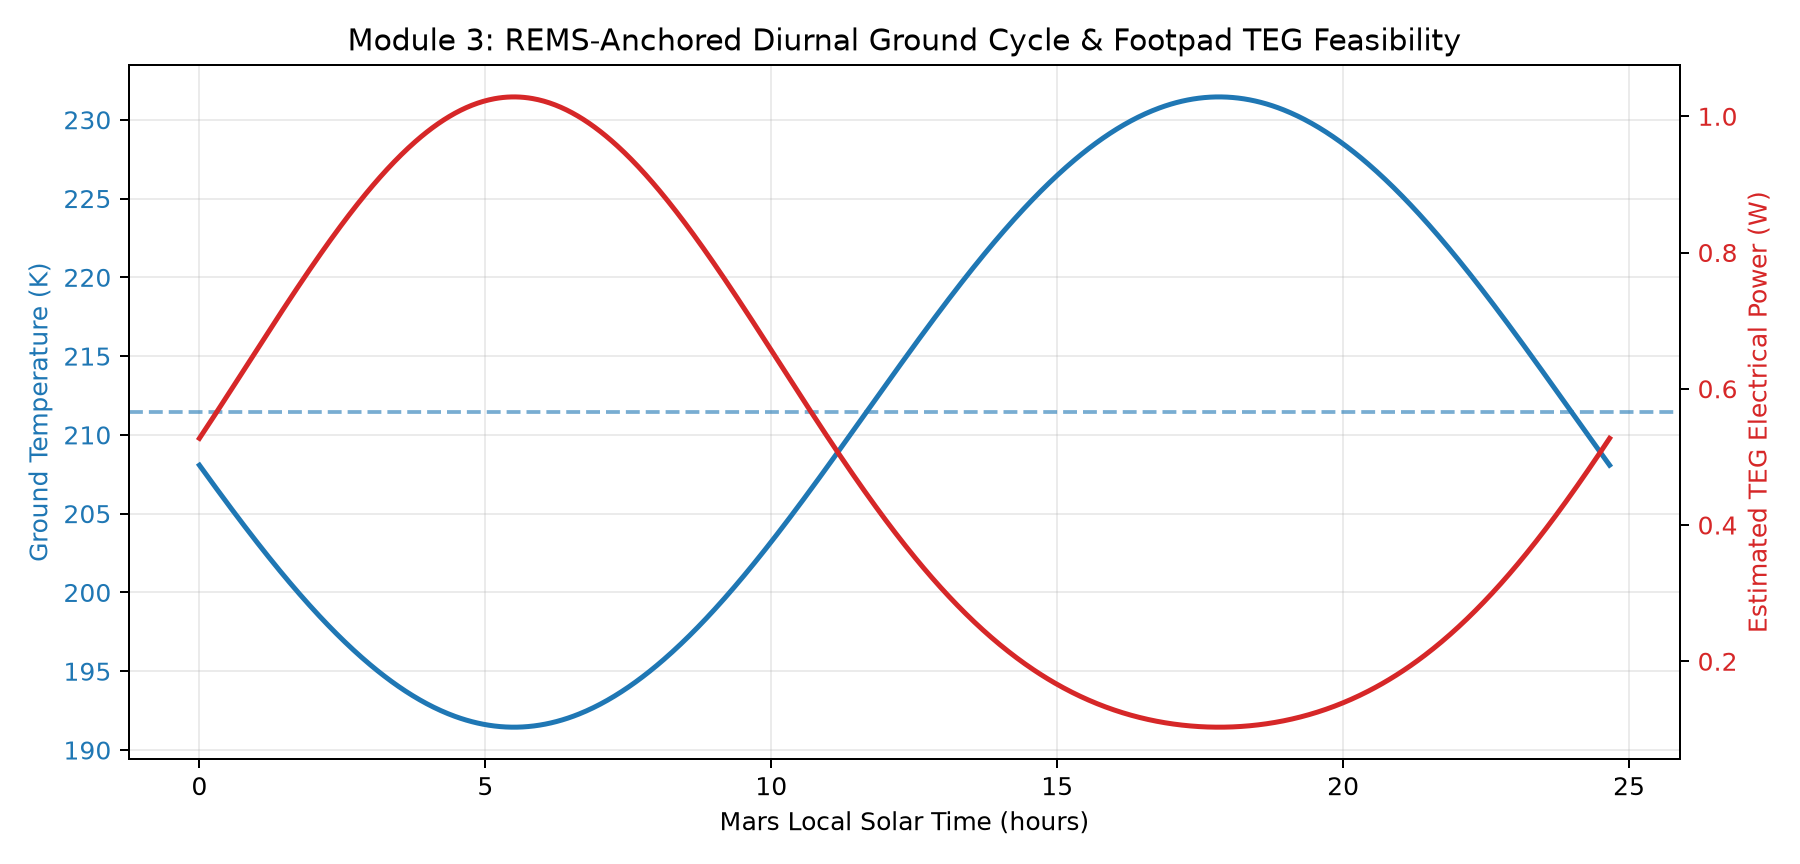 Module 3: REMS-Anchored Diurnal Ground Cycle & Footpad TEG Feasibility
Ground Temperature (K)
230
225
220
215
210
205
200
195
190
1.0
0.8
0.6
0.4
0.2
Estimated TEG Electrical Power (W)
0 5 10 15 20 25
Mars Local Solar Time (hours)